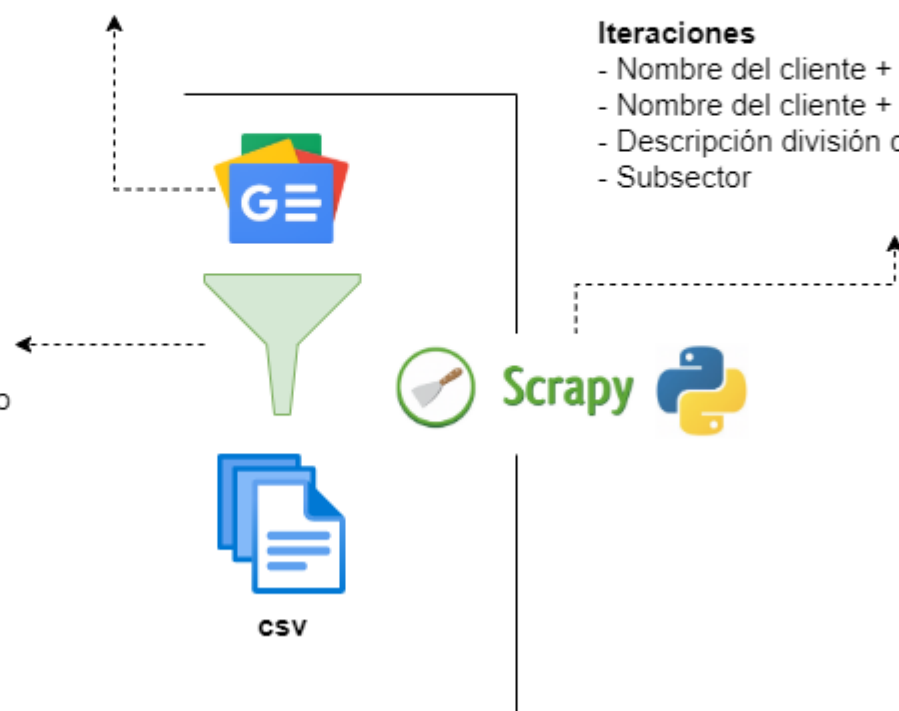 Iteraciones
- Nombre del cliente +
- Nombre del cliente +
- Descripción división
- Subsector
G
Scrapy
csv